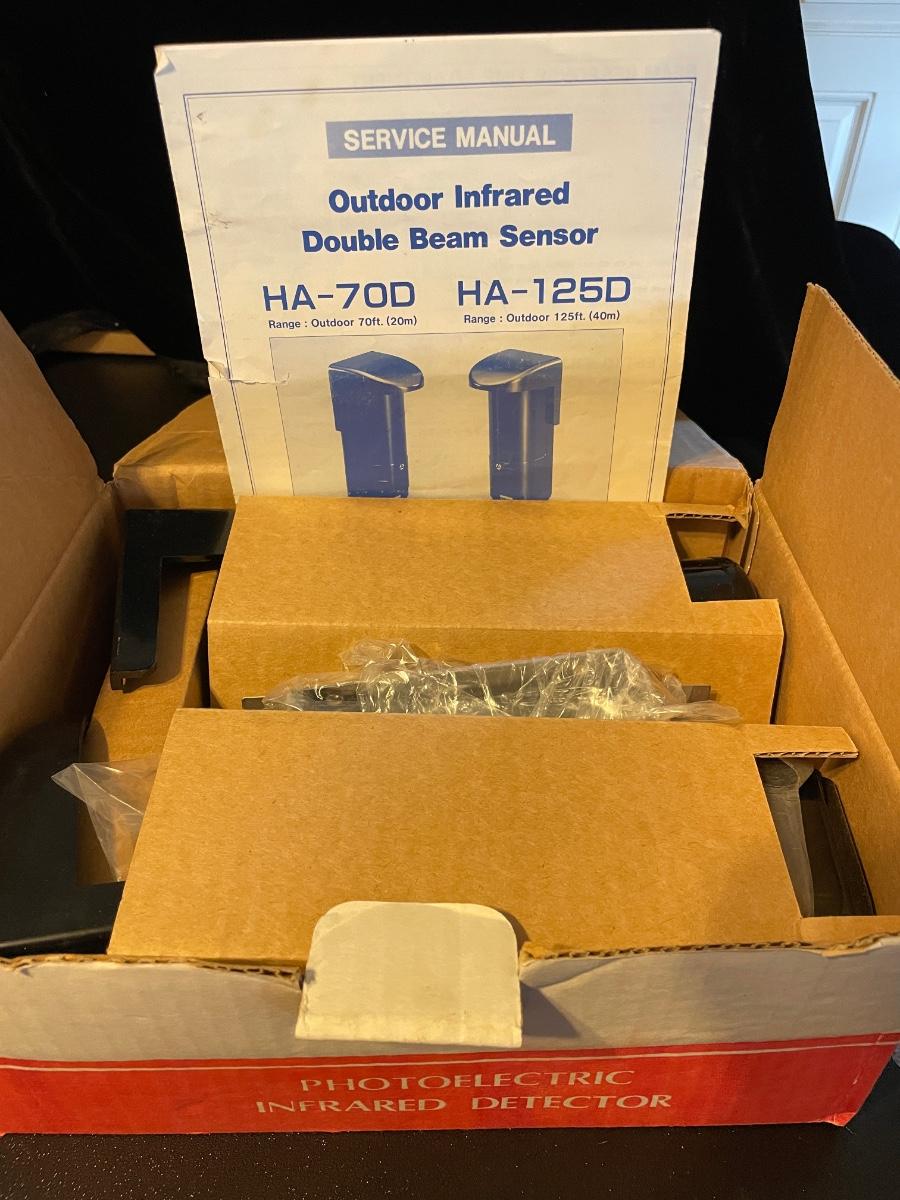 SERVICE MANUAL
Outdoor Infrared
Double Beam Sensor
HA-70D HA-125D
Range : Outdoor 70ft. (20m) Range : Outdoor 125ft. (40m)
PHOTOELECTRIC
INFRARED DETECTOR